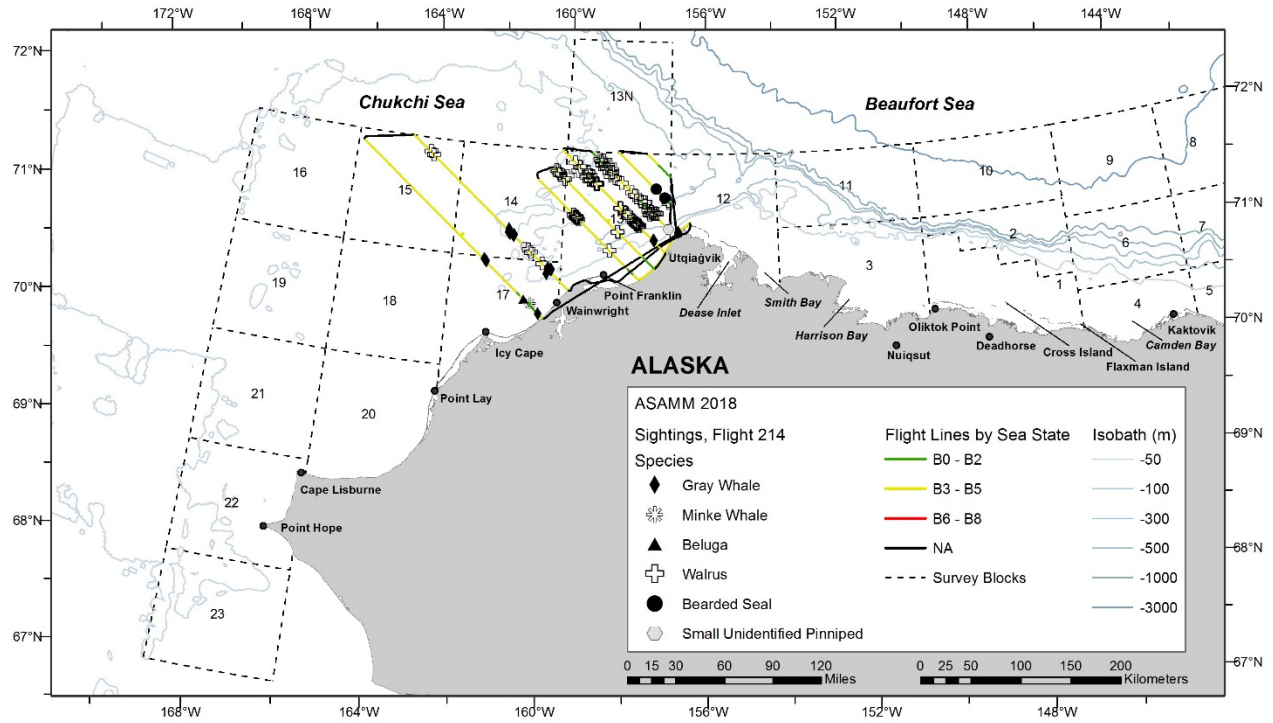 172°W 168°W 164°W 160°W 156°W 152°W 148°W 144°W
72°N
72°N
Chukchi Sea
13N
Beaufort Sea
8
9
10
16
71°N
71°N
15
14
12
11
7
2
6
Utqiaġvik
3
1
5
19
18
17
70°N
70°N
Point Franklin
Wainwright
Dease Inlet
Smith Bay
Harrison Bay
Oliktok Point
4
Kaktovik
Camden Bay
Nuiqsut
Deadhorse
Cross Island
Flaxman Island
Icy Cape
ALASKA
21
20
Point Lay
69°N
69°N
ASAMM 2018
Sightings, Flight 214
Species
Gray Whale
Minke Whale
Beluga
Walrus
Bearded Seal
Small Unidentified Pinniped
Flight Lines by Sea State
B0 - B2
B3 - B5
B6 - B8
NA
Survey Blocks
Isobath (m)
-50
-100
-300
-500
-1000
-3000
22
Cape Lisburne
68°N
68°N
Point Hope
23
67°N
67°N
0 15 30 60 90 120
Miles
0 25 50 100 150 200
Kilometers
168°W 164°W 160°W 156°W 152°W 148°W